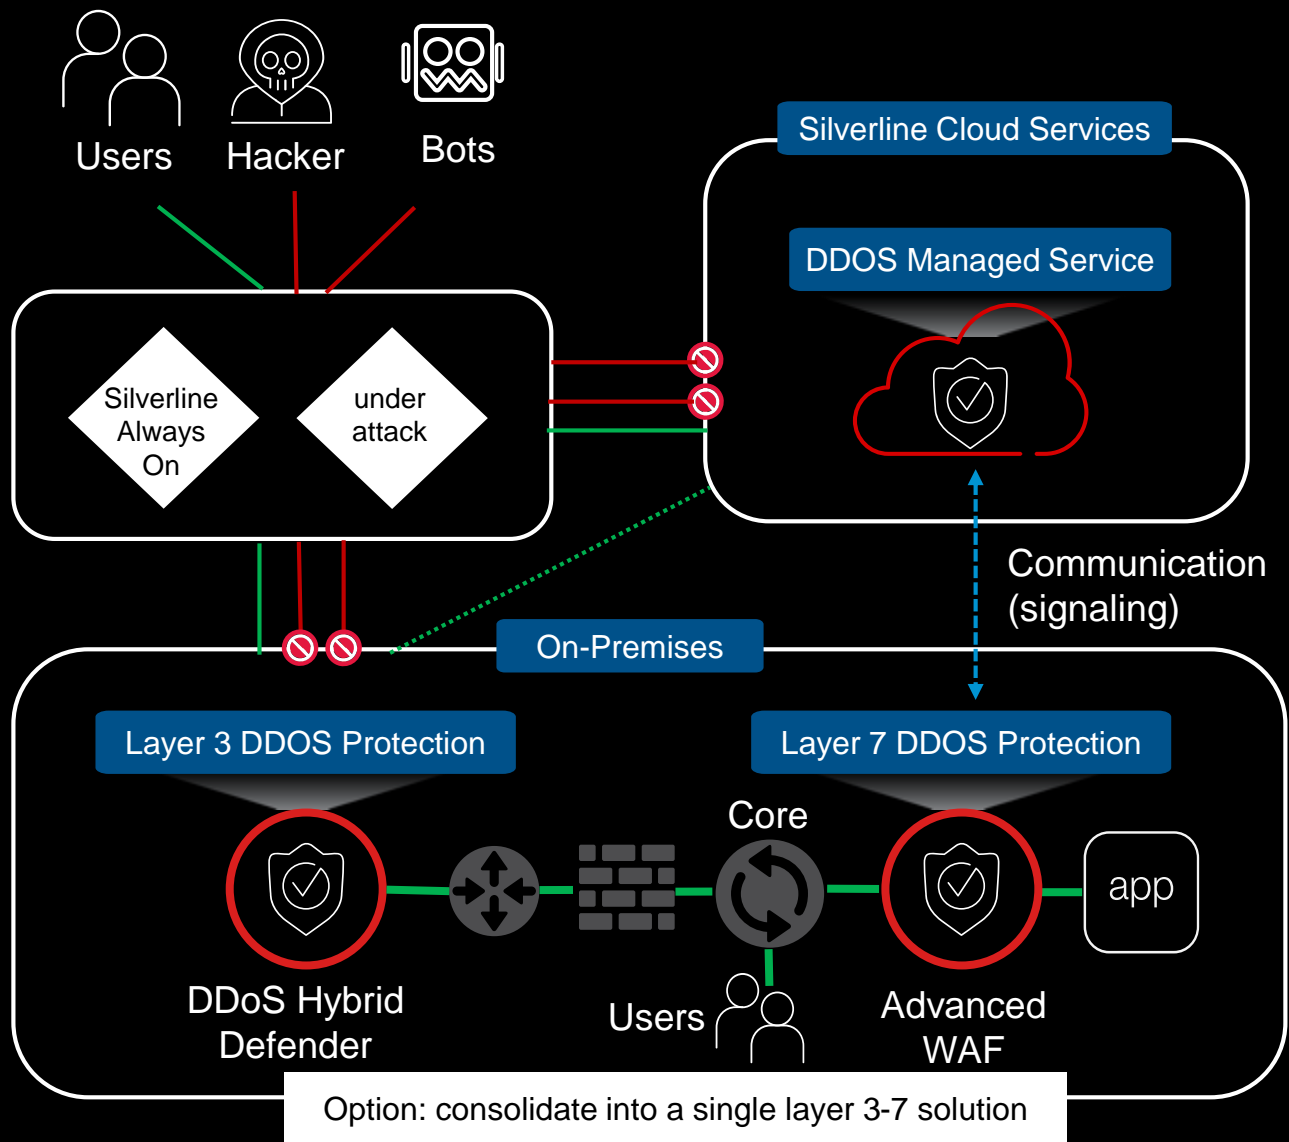 Users
Hacker
Bots
Silverline Cloud Services
DDOS Managed Service
Silverline
Always
On
under
attack
Communication
(signaling)
On-Premises
Layer 3 DDOS Protection
Layer 7 DDOS Protection
Core
app
DDoS Hybrid
Defender
Users
Advanced
WAF
Option: consolidate into a single layer 3-7 solution